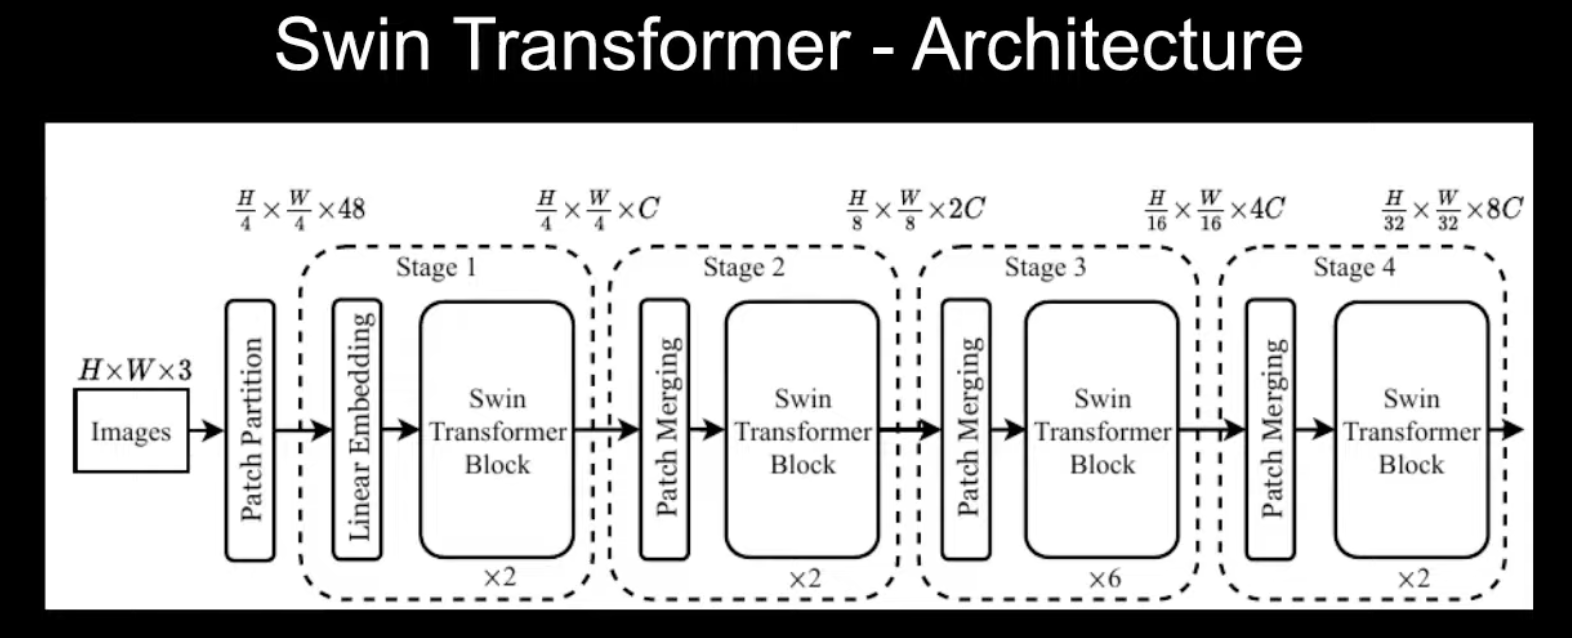 Swin Transformer - Architecture
H/4 × W/4 × 48
H/4 × W/4 × C
H/8 × W/8 × 2C
H/16 × W/16 × 4C
H/32 × W/32 × 8C
Stage 1
Stage 2
Stage 3
Stage 4
H×W×3
Images
Patch Partition
Linear Embedding
Swin
Transformer
Block
×2
Patch Merging
Swin
Transformer
Block
×2
Patch Merging
Swin
Transformer
Block
×6
Patch Merging
Swin
Transformer
Block
×2